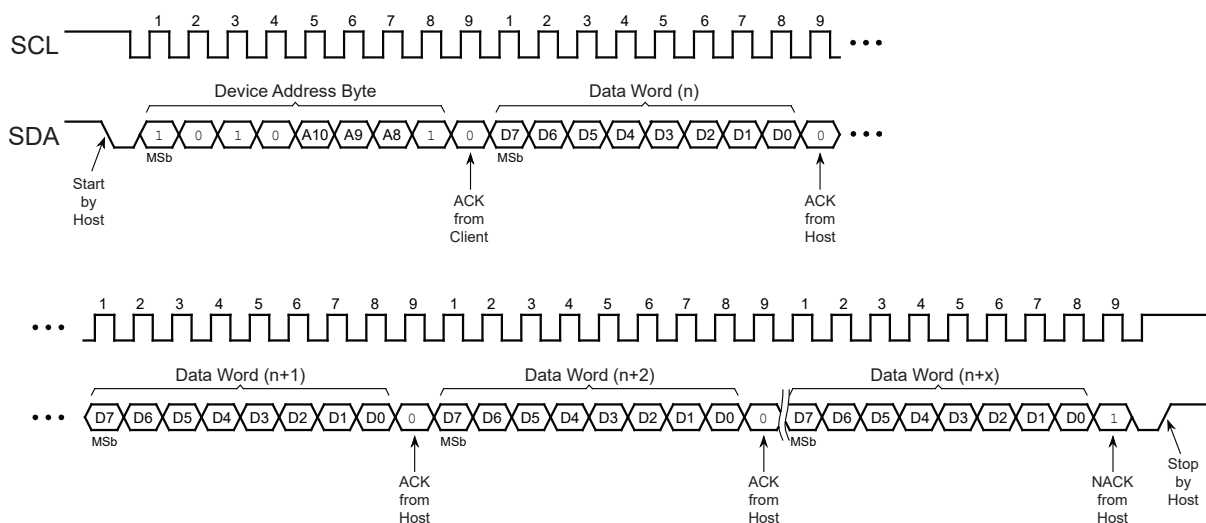 1 2 3 4 5 6 7 8 9 1 2 3 4 5 6 7 8 9
SCL
Device Address Byte Data Word (n)
SDA 1 0 1 0 A10 A9 A8 1 0 D7 D6 D5 D4 D3 D2 D1 D0 0
MSb MSb
Start
by
Host
ACK
from
Client
ACK
from
Host
1 2 3 4 5 6 7 8 9 1 2 3 4 5 6 7 8 9 1 2 3 4 5 6 7 8 9
Data Word (n+1) Data Word (n+2) Data Word (n+x)
D7 D6 D5 D4 D3 D2 D1 D0 0 D7 D6 D5 D4 D3 D2 D1 D0 0 D7 D6 D5 D4 D3 D2 D1 D0 1
MSb MSb MSb
ACK
from
Host
ACK
from
Host
NACK
from
Host
Stop
by
Host